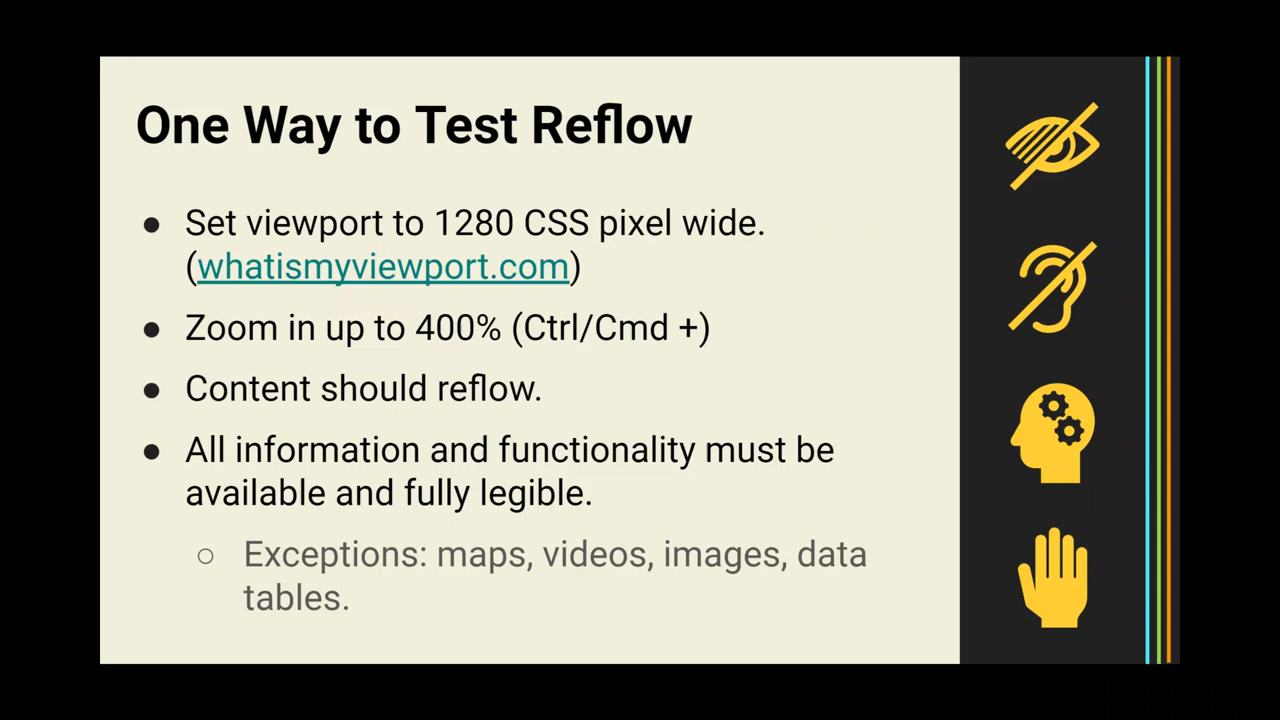 One Way to Test Reflow
● Set viewport to 1280 CSS pixel wide.
(whatismyviewport.com)
● Zoom in up to 400% (Ctrl/Cmd +)
● Content should reflow.
● All information and functionality must be
available and fully legible.
○ Exceptions: maps, videos, images, data
tables.